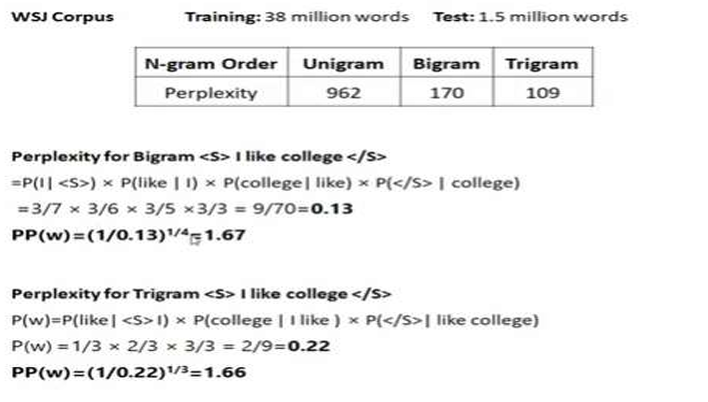 WSJ Corpus Training: 38 million words Test: 1.5 million words
N-gram Order Unigram Bigram Trigram
Perplexity 962 170 109
Perplexity for Bigram <S> I like college </S>
=P(I| <S>) × P(like | I) × P(college| like) × P(</S> | college)
=3/7 × 3/6 × 3/5 ×3/3 = 9/70=0.13
PP(w)=(1/0.13)¹/⁴=1.67
Perplexity for Trigram <S> I like college </S>
P(w)=P(like| <S> I) × P(college | I like ) × P(</S>| like college)
P(w) =1/3 × 2/3 × 3/3 = 2/9=0.22
PP(w)=(1/0.22)¹/³=1.66